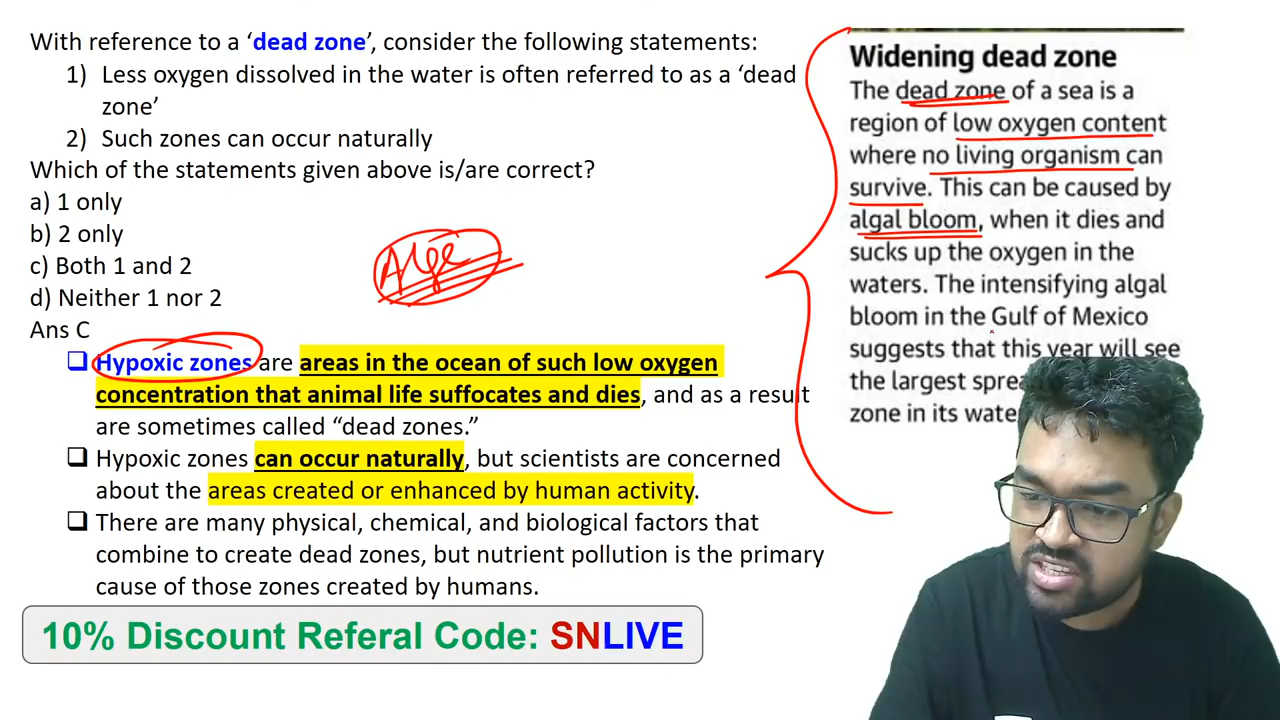 With reference to a ‘dead zone’, consider the following statements:
1) Less oxygen dissolved in the water is often referred to as a ‘dead
zone’
2) Such zones can occur naturally
Which of the statements given above is/are correct?
a) 1 only
b) 2 only
c) Both 1 and 2
d) Neither 1 nor 2
Ans C
Hypoxic zones are areas in the ocean of such low oxygen
concentration that animal life suffocates and dies, and as a result
are sometimes called “dead zones.”
Hypoxic zones can occur naturally, but scientists are concerned
about the areas created or enhanced by human activity.
There are many physical, chemical, and biological factors that
combine to create dead zones, but nutrient pollution is the primary
cause of those zones created by humans.
10% Discount Referal Code: SNLIVE
Widening dead zone
The dead zone of a sea is a
region of low oxygen content
where no living organism can
survive. This can be caused by
algal bloom, when it dies and
sucks up the oxygen in the
waters. The intensifying algal
bloom in the Gulf of Mexico
suggests that this year will see
the largest
zone in its